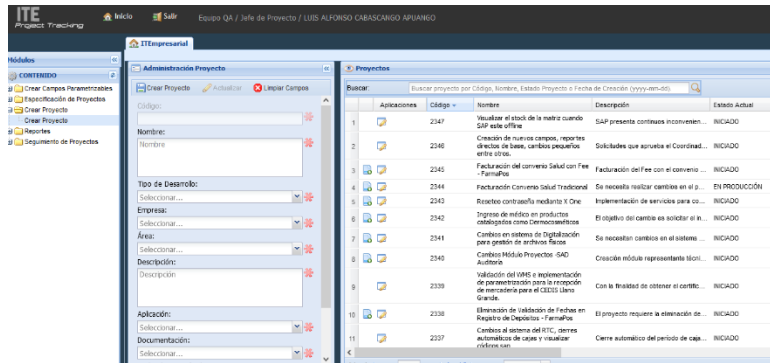 ITE
Project Tracking
Inicio
Salir
Equipo QA / Jefe de Proyecto / LUIS ALFONSO CABASCANGO APUANGO
ITEmpresarial
Módulos
CONTENIDO
Crear Campos Parametrizables
Especificación de Proyectos
Crear Proyecto
Crear Proyecto
Reportes
Seguimento de Proyectos
Administración Proyecto
Crear Proyecto
Actualizar
Limpiar Campos
Código:
Nombre:
Nombre
Tipo de Desarrollo:
Seleccionar...
Empresa:
Seleccionar...
Área:
Seleccionar...
Descripción:
Descripción
Aplicación:
Seleccionar...
Documentación:
Seleccionar...
Proyectos
Buscar:
Buscar proyecto por Código, Nombre, Estado Proyecto o Fecha de Creación (yyyy-mm-dd)
Aplicaciones Código Nombre Descripción Estado Actual
1 2347 Visualizar el stock de la matriz cuando SAP este offline SAP presenta continuos inconvenien... INICIADO
2 2346 Creación de nuevos campos, reportes directos de base, cambios pequeños entre otros. Solicitudes que aprueba el Coordinad... INICIADO
3 2345 Facturación del convenio Salud con Fee - FarmaPos Facturación del Fee con el convenio ... INICIADO
4 2344 Facturación Convenio Salud Tradicional Se necesita realizar cambios en el p... EN PRODUCCIÓN
5 2343 Reseteo contraseña mediante X One Implementación de servicios para co... INICIADO
6 2342 Ingreso de médico en productos catalogados como Dermocosméticos El objetivo del cambio es solicitar el in... INICIADO
7 2341 Cambios en sistema de Digitalización para gestión de archivos físicos Se necesitan cambios en el sistema ... INICIADO
8 2340 Cambios Módulo Proyectos -SAD Auditoría Creación módulo representante técni... INICIADO
9 2339 Validación del WMS e implementación de parametrización para la recepción de mercadería para el CEDIS Llano Grande. Con la finalidad de obtener el certific... INICIADO
10 2338 Eliminación de Validación de Fechas en Registro de Depósitos - FarmaPos El proyecto requiere la eliminación de... INICIADO
11 2337 Cambios al sistema del RTC, cierres automáticos de cajas y visualizar códigos sap Cierre automático del período de caja... INICIADO